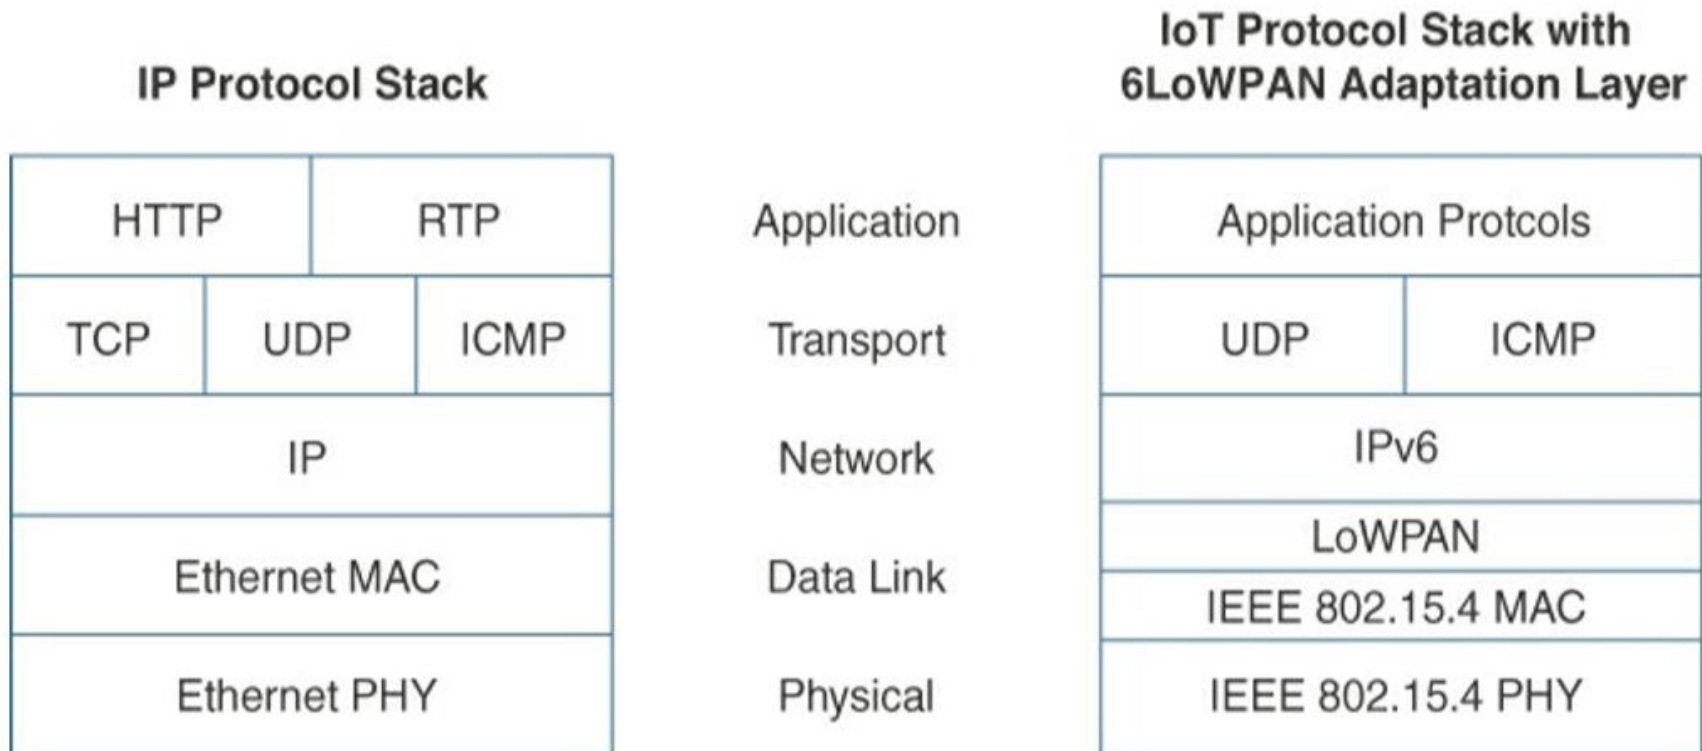 IP Protocol Stack
IoT Protocol Stack with
6LoWPAN Adaptation Layer
HTTP RTP Application Application Protcols
TCP UDP ICMP Transport UDP ICMP
IP Network IPv6
LoWPAN
Ethernet MAC Data Link
IEEE 802.15.4 MAC
Ethernet PHY Physical IEEE 802.15.4 PHY